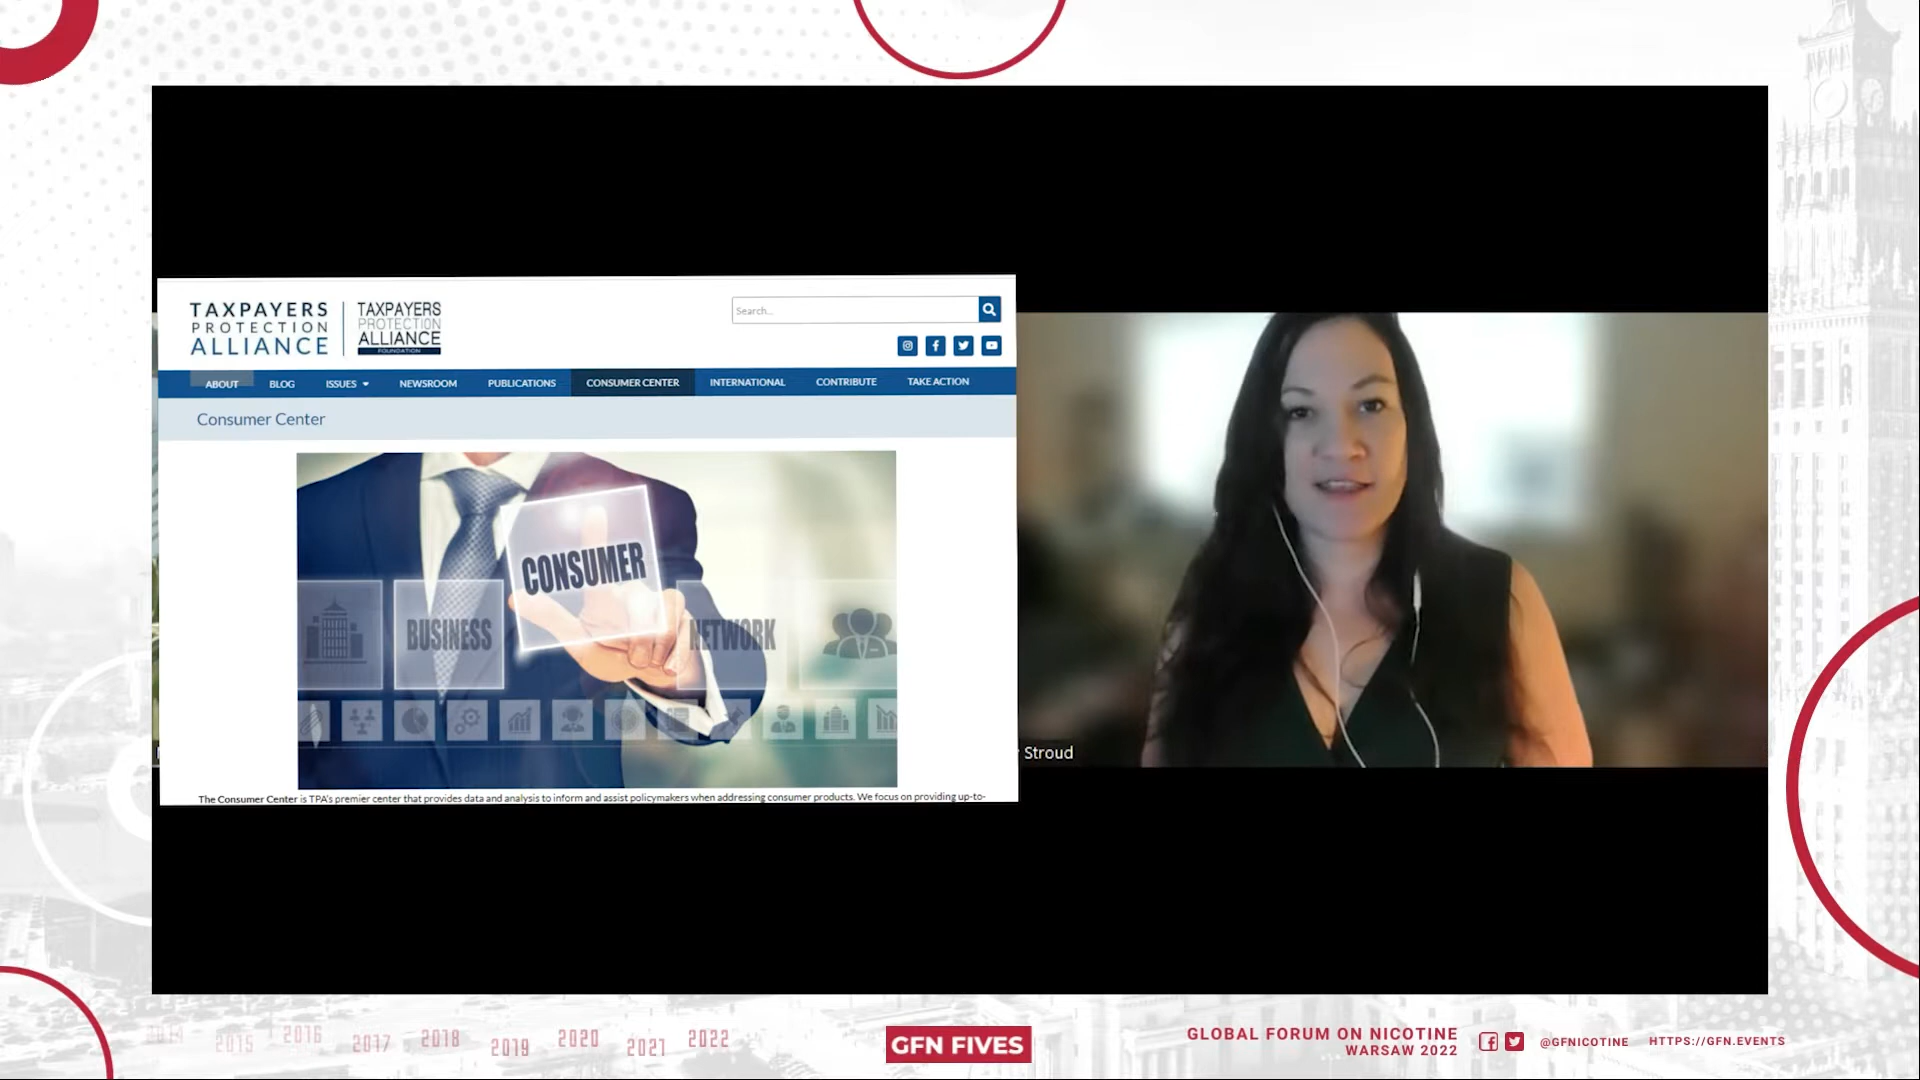 TAXPAYERS
PROTECTION
ALLIANCE
TAXPAYERS
PROTECTION
ALLIANCE
FOUNDATION
Search...
ABOUT
BLOG
ISSUES
NEWSROOM
PUBLICATIONS
CONSUMER CENTER
INTERNATIONAL
CONTRIBUTE
TAKE ACTION
Consumer Center
CONSUMER
BUSINESS
NETWORK
Stroud
The Consumer Center is TPA's premier center that provides data and analysis to inform and assist policymakers when addressing consumer products. We focus on providing up-to-
2014
2015
2016
2017
2018
2019
2020
2021
2022
GFN FIVES
GLOBAL FORUM ON NICOTINE
WARSAW 2022
@GFNICOTINE
HTTPS://GFN.EVENTS